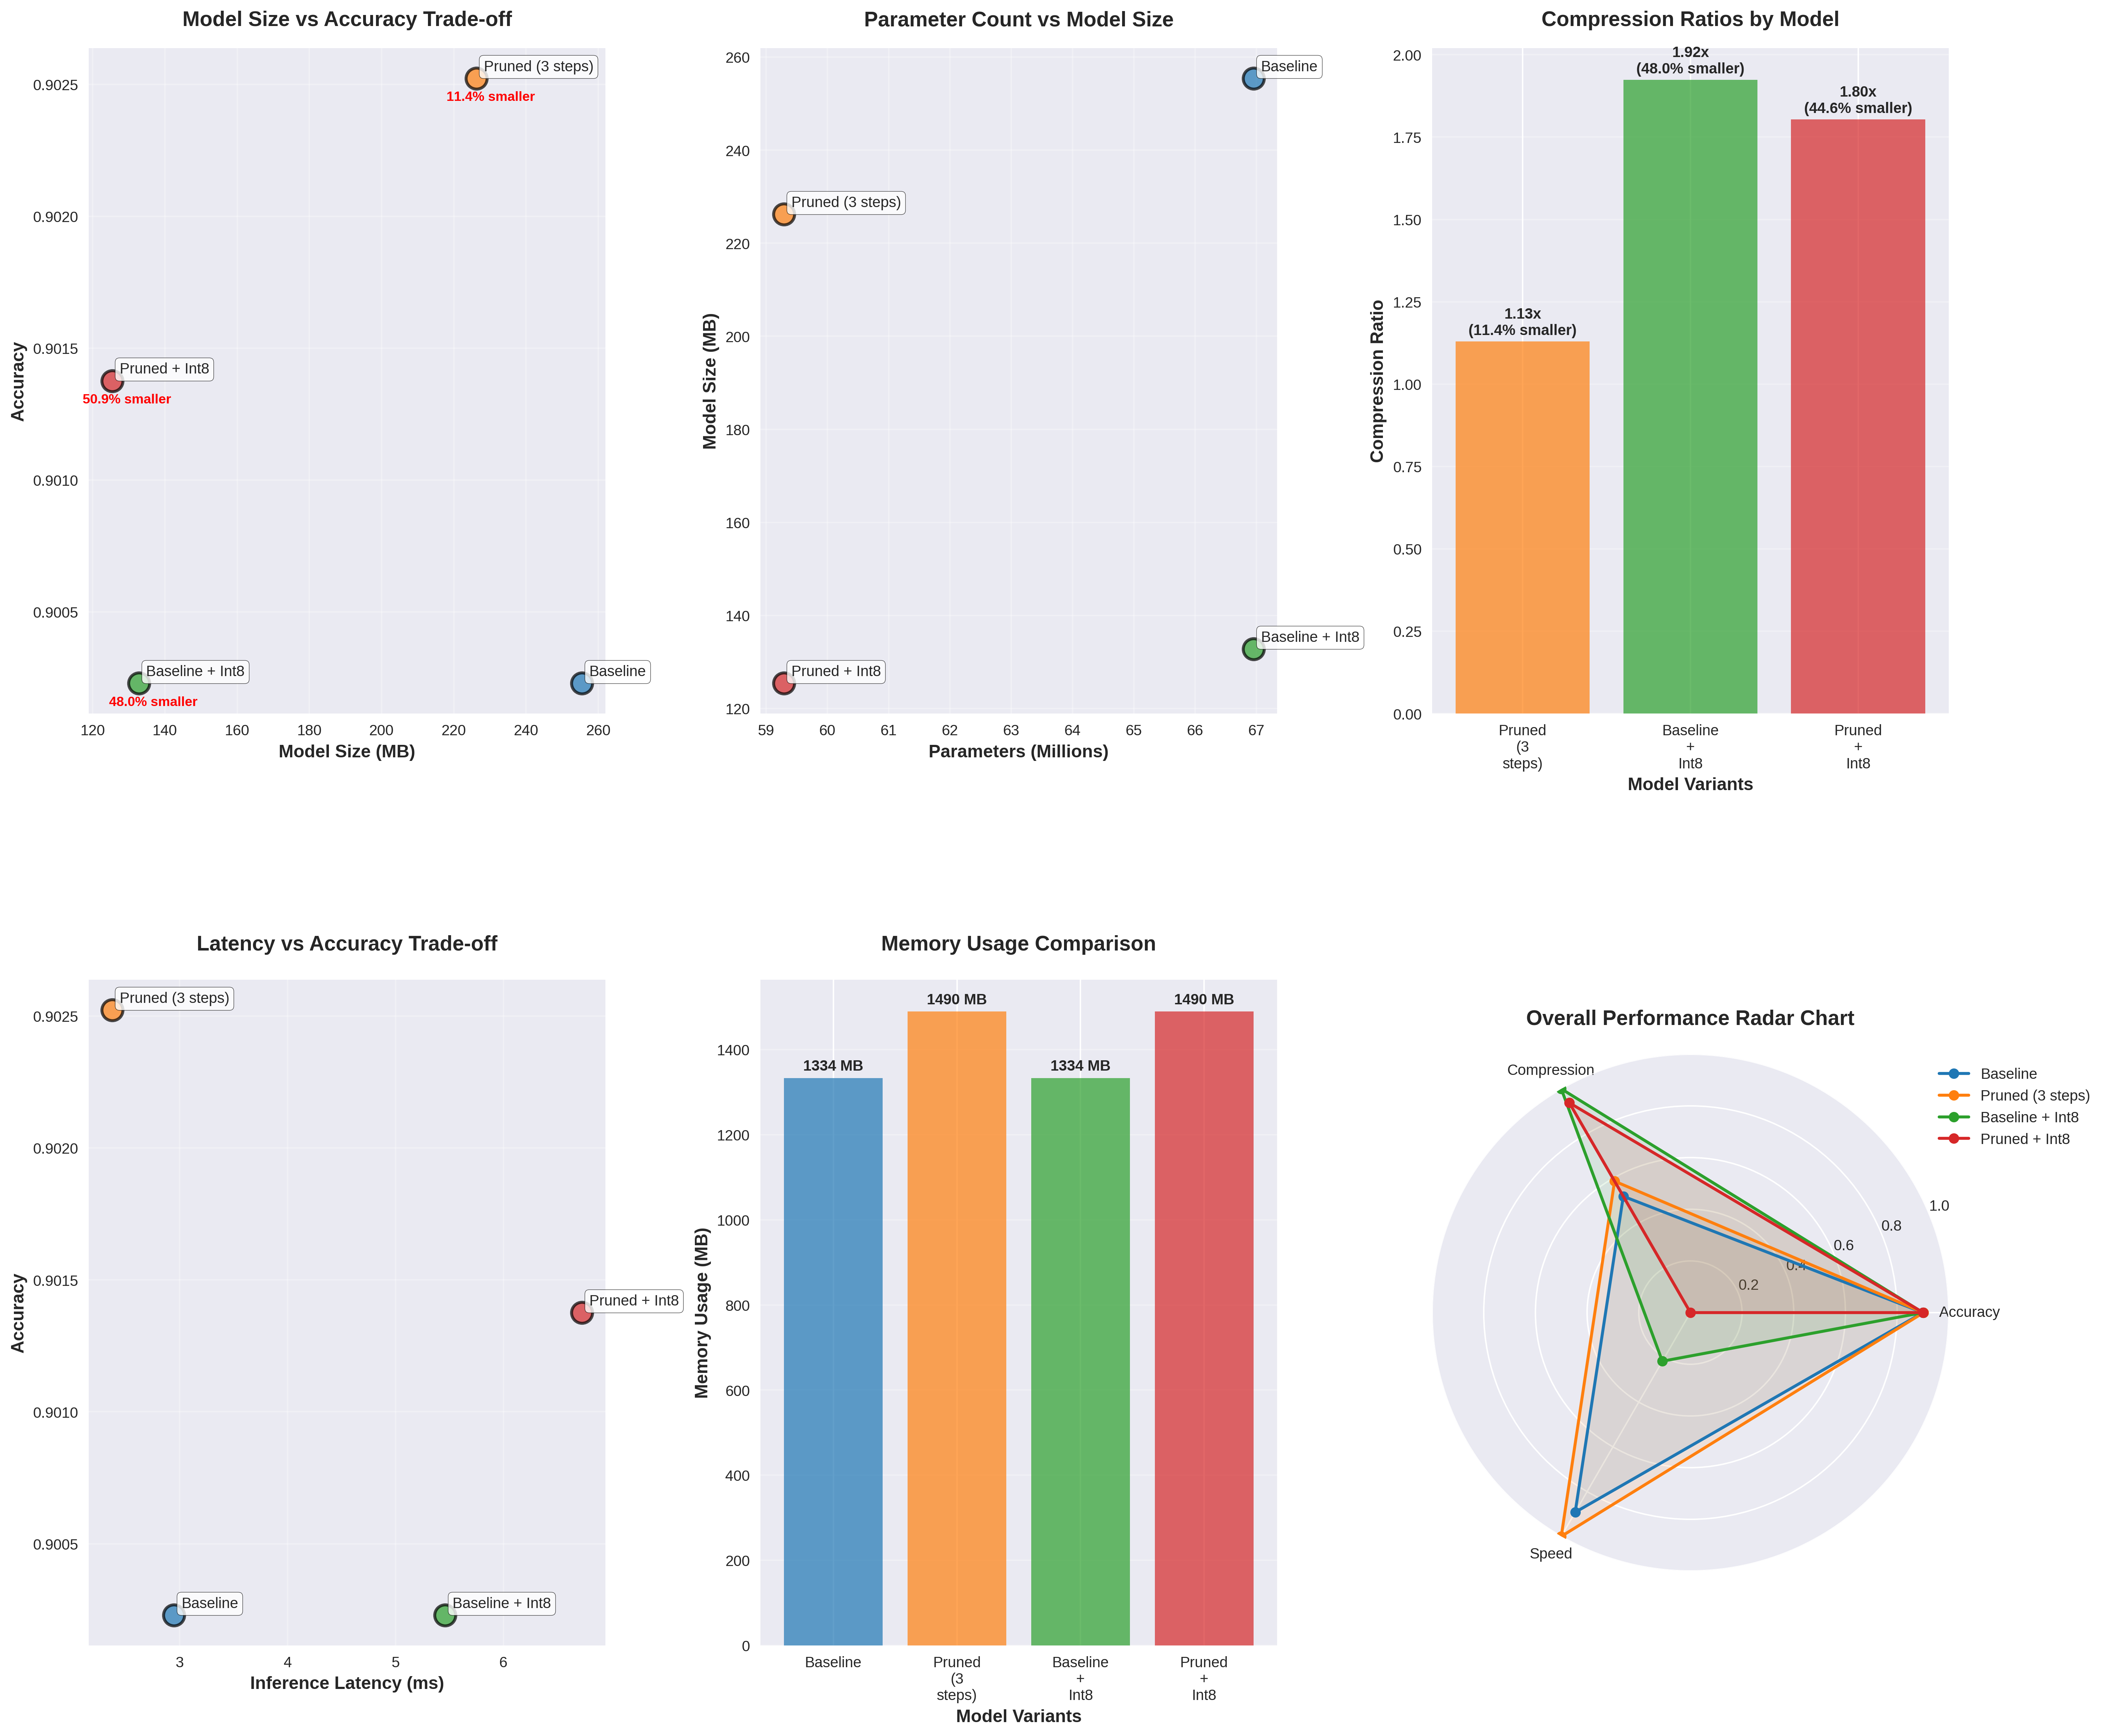 Model Size vs Accuracy Trade-off
Accuracy
0.9025
0.9020
0.9015
0.9010
0.9005
Pruned (3 steps)
11.4% smaller
Pruned + Int8
50.9% smaller
Baseline + Int8
48.0% smaller
Baseline
120 140 160 180 200 220 240 260
Model Size (MB)
Parameter Count vs Model Size
Model Size (MB)
260
240
220
200
180
160
140
120
Baseline
Pruned (3 steps)
Baseline + Int8
Pruned + Int8
59 60 61 62 63 64 65 66 67
Parameters (Millions)
Compression Ratios by Model
Compression Ratio
2.00
1.75
1.50
1.25
1.00
0.75
0.50
0.25
0.00
1.13x
(11.4% smaller)
1.92x
(48.0% smaller)
1.80x
(44.6% smaller)
Pruned
(3
steps)
Baseline
+
Int8
Pruned
+
Int8
Model Variants
Latency vs Accuracy Trade-off
Accuracy
0.9025
0.9020
0.9015
0.9010
0.9005
Pruned (3 steps)
Pruned + Int8
Baseline
Baseline + Int8
3 4 5 6
Inference Latency (ms)
Memory Usage Comparison
Memory Usage (MB)
1400
1200
1000
800
600
400
200
0
1334 MB
1490 MB
1334 MB
1490 MB
Baseline
Pruned
(3
steps)
Baseline
+
Int8
Pruned
+
Int8
Model Variants
Overall Performance Radar Chart
Compression
Accuracy
Speed
0.2
0.4
0.6
0.8
1.0
Baseline
Pruned (3 steps)
Baseline + Int8
Pruned + Int8